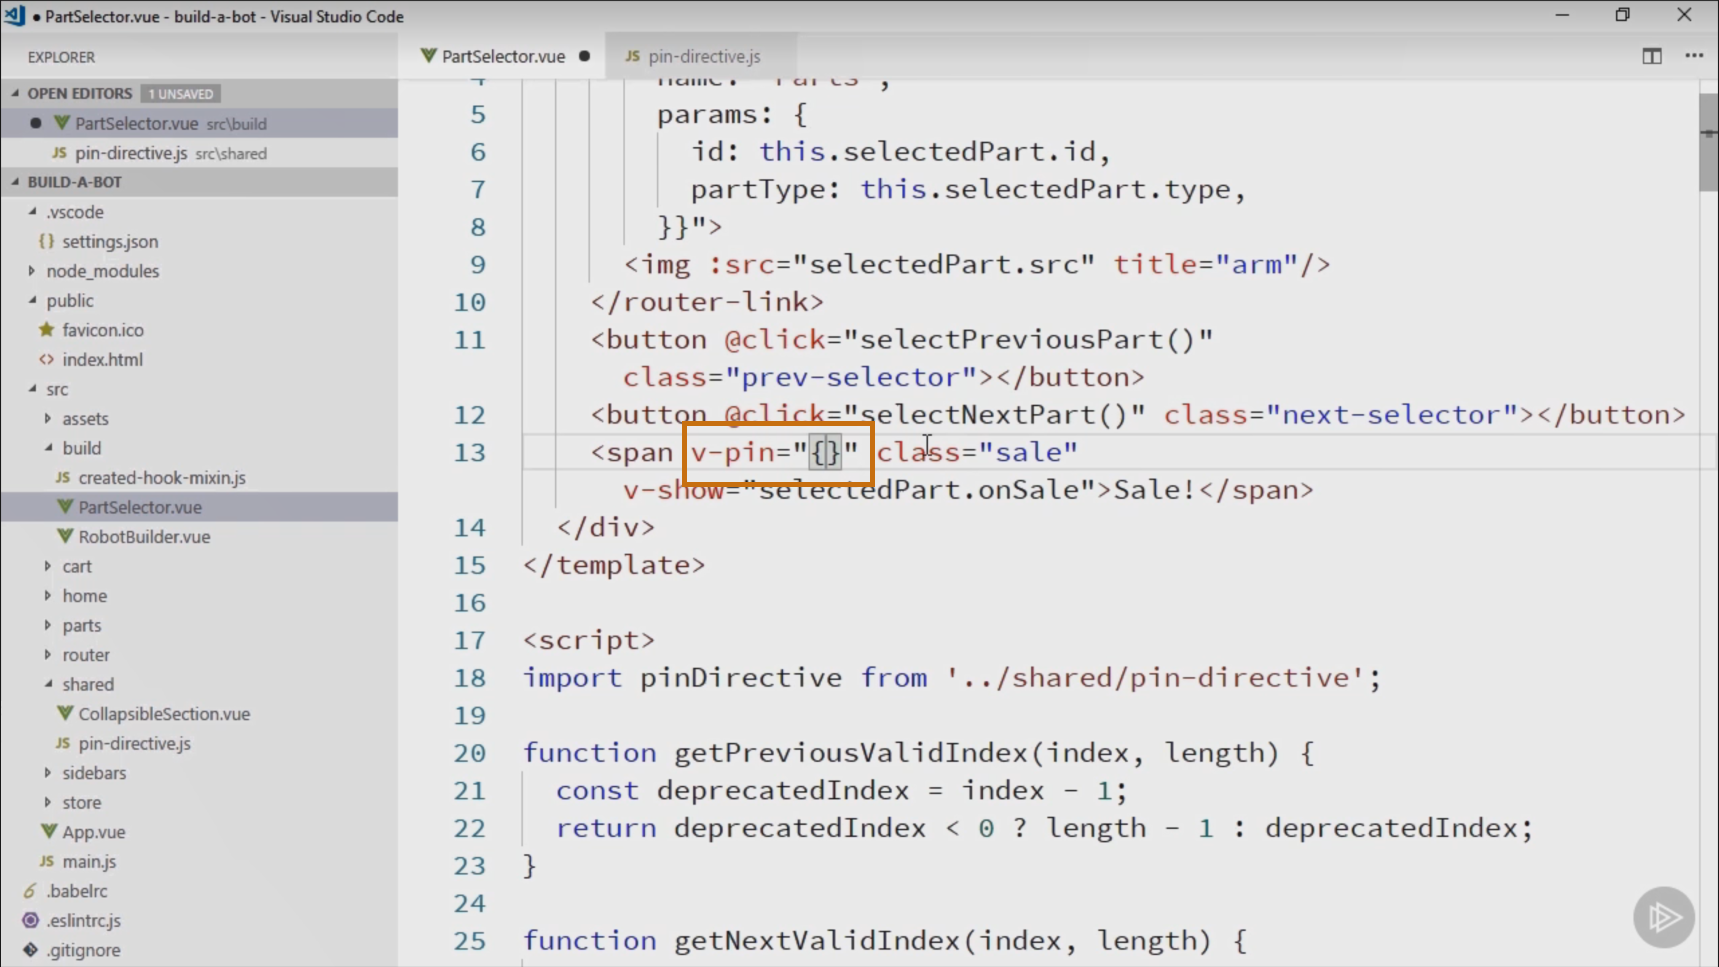 PartSelector.vue - build-a-bot - Visual Studio Code
EXPLORER
OPEN EDITORS 1 UNSAVED
PartSelector.vue src\build
JS pin-directive.js src\shared
BUILD-A-BOT
.vscode
{} settings.json
node_modules
public
favicon.ico
<> index.html
src
assets
build
JS created-hook-mixin.js
PartSelector.vue
RobotBuilder.vue
cart
home
parts
router
shared
CollapsibleSection.vue
JS pin-directive.js
sidebars
store
App.vue
JS main.js
.babelrc
.eslintrc.js
.gitignore
PartSelector.vue
JS pin-directive.js
4 name: 'Parts',
5 params: {
6 id: this.selectedPart.id,
7 partType: this.selectedPart.type,
8 }}">
9 <img :src="selectedPart.src" title="arm"/>
10 </router-link>
11 <button @click="selectPreviousPart()"
class="prev-selector"></button>
12 <button @click="selectNextPart()" class="next-selector"></button>
13 <span v-pin="{}" class="sale"
v-show="selectedPart.onSale">Sale!</span>
14 </div>
15 </template>
16
17 <script>
18 import pinDirective from '../shared/pin-directive';
19
20 function getPreviousValidIndex(index, length) {
21 const deprecatedIndex = index - 1;
22 return deprecatedIndex < 0 ? length - 1 : deprecatedIndex;
23 }
24
25 function getNextValidIndex(index, length) {